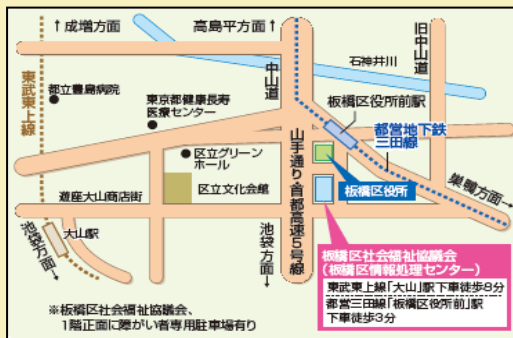 ↑成増方面
高島平方面↑
旧中山道
石神井川
中山道
東武東上線
都立豊島病院
東京都健康長寿
医療センター
板橋区役所前駅
都営地下鉄
三田線
区立グリーン
ホール
山手通り・首都高速5号線
巣鴨方面→
遊座大山商店街
区立文化会館
板橋区役所
大山駅
池袋方面↓
池袋方面↓
板橋区社会福祉協議会
(板橋区情報処理センター)
東武東上線「大山」駅下車徒歩8分
都営三田線「板橋区役所前」駅
下車徒歩3分
※板橋区社会福祉協議会、
1階正面に障がい者専用駐車場有り